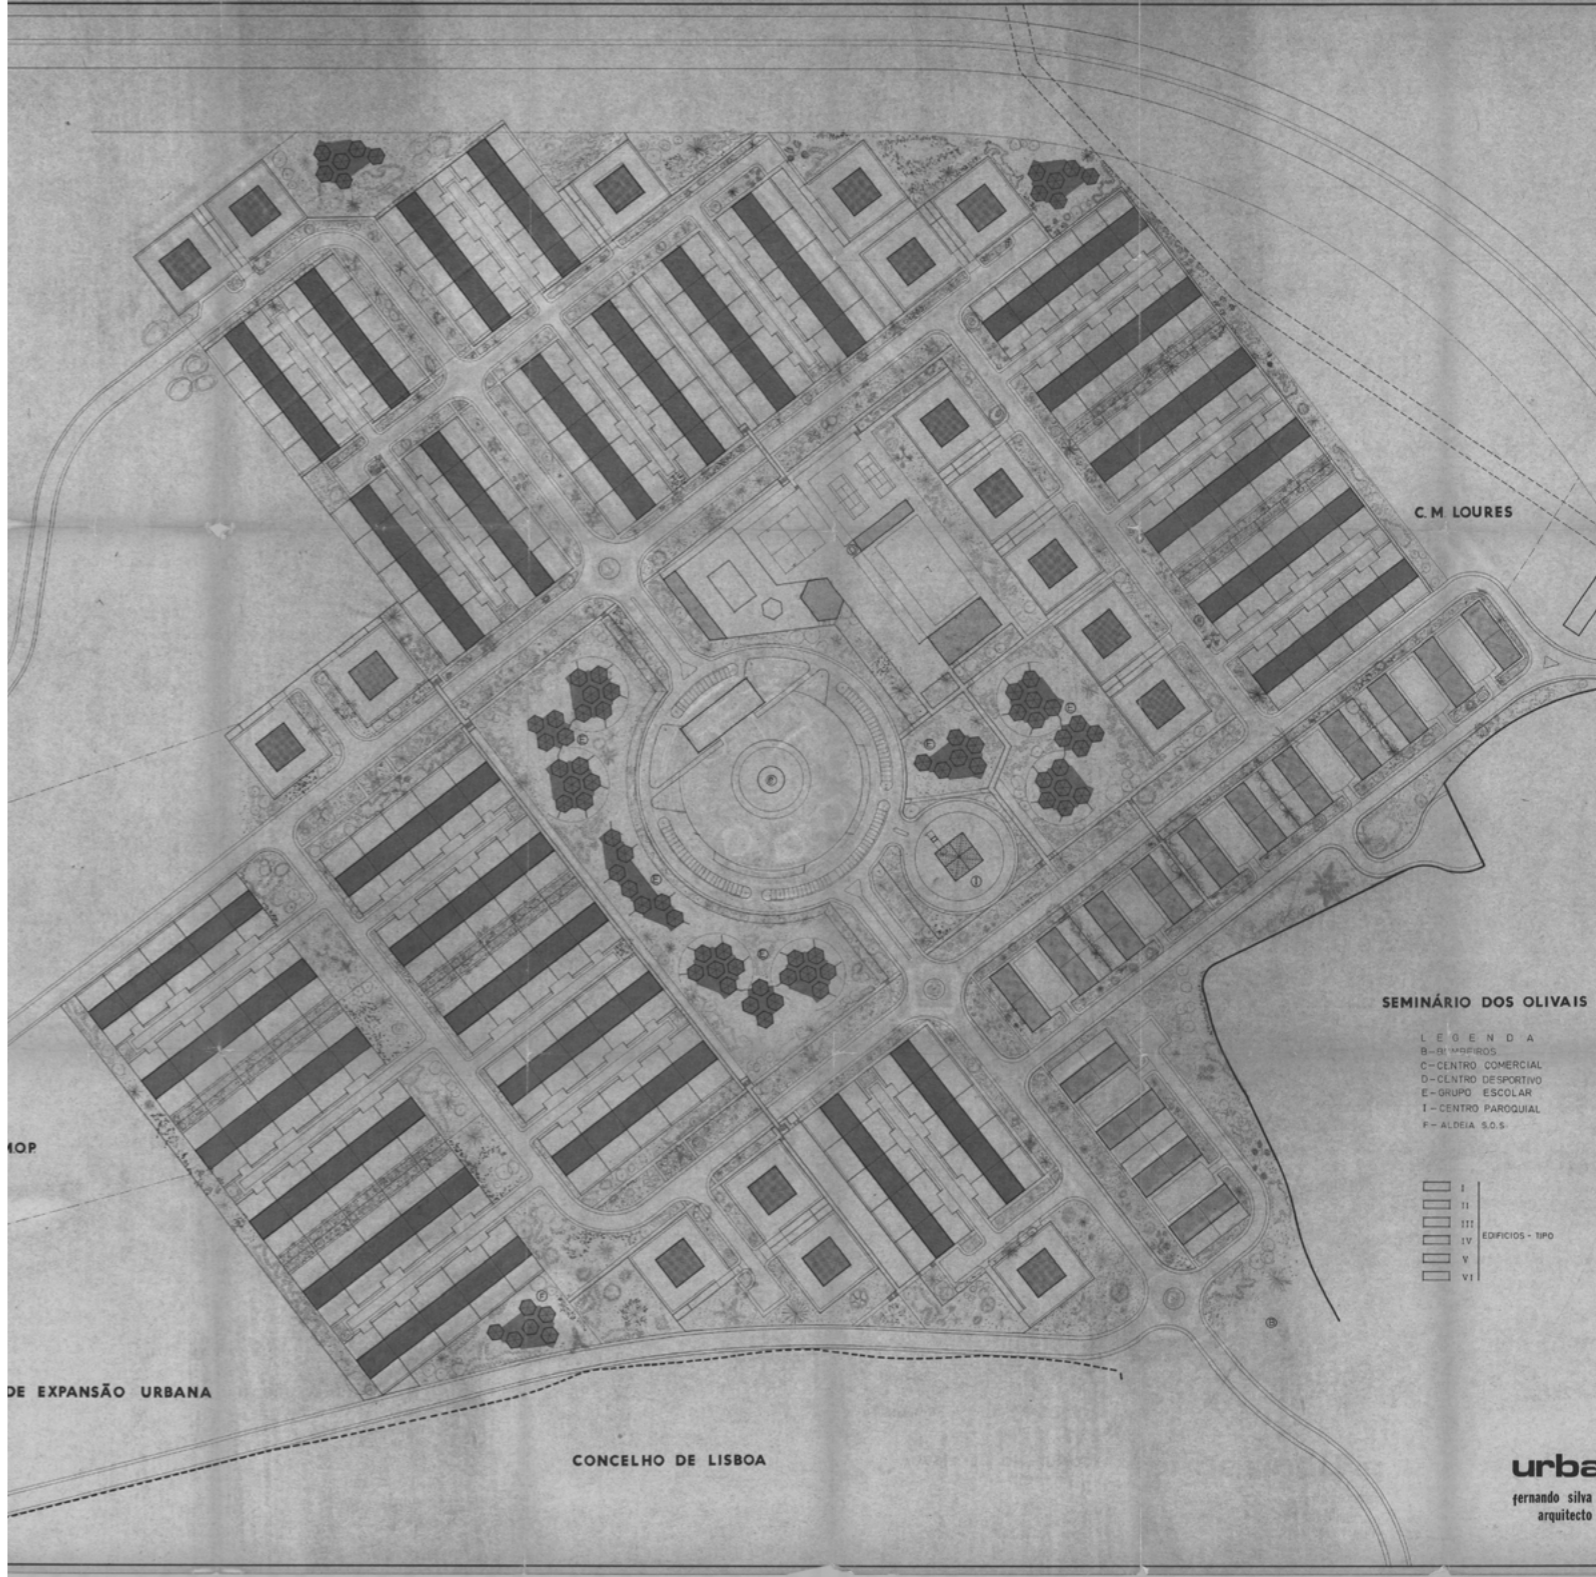 C. M. LOURES
SEMINÁRIO DOS OLIVAIS
L E G E N D A
B - BOMBEIROS
C - CENTRO COMERCIAL
D - CENTRO DESPORTIVO
E - GRUPO ESCOLAR
I - CENTRO PAROQUIAL
F - ALDEIA S.O.S.
I
II
III
IV
EDIFICIOS - TIPO
V
VI
MOP
DE EXPANSÃO URBANA
CONCELHO DE LISBOA
urba
fernando silva
arquitecto